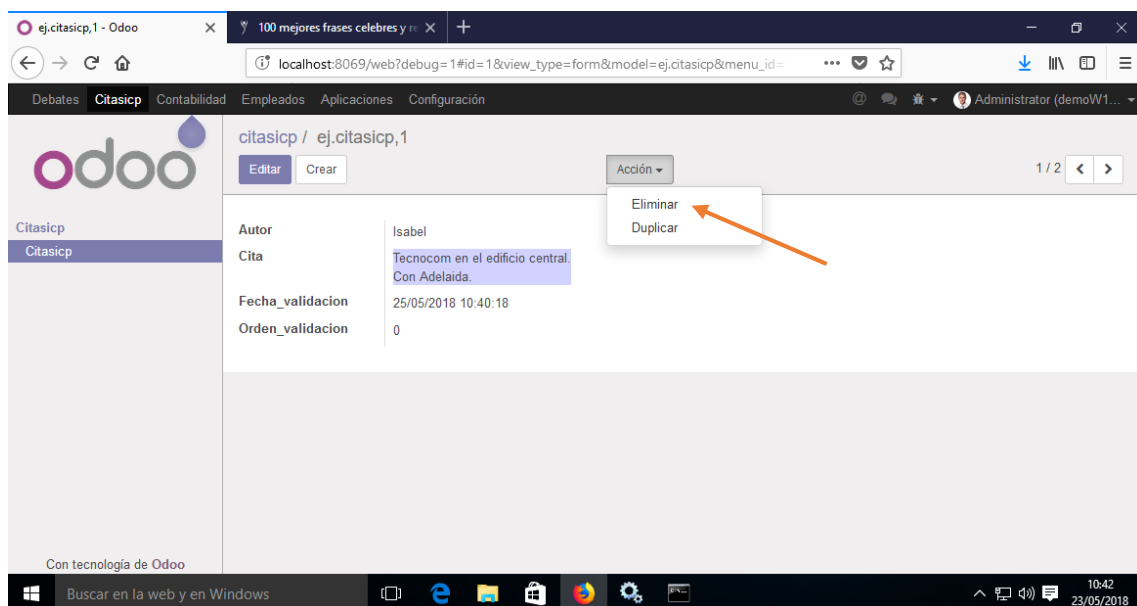 ej.citasicp,1 - Odoo
100 mejores frases celebres y re
localhost:8069/web?debug=1#id=1&view_type=form&model=ej.citasicp&menu_id=
Debates Citasicp Contabilidad Empleados Aplicaciones Configuración @ Administrator (demoW1...
odoo
citasicp / ej.citasicp,1
Editar Crear Acción 1 / 2
Eliminar
Duplicar
Citasicp
Citasicp
Autor Isabel
Cita Tecnocom en el edificio central.
Con Adelaida.
Fecha_validacion 25/05/2018 10:40:18
Orden_validacion 0
Con tecnología de Odoo
Buscar en la web y en Windows
10:42
23/05/2018